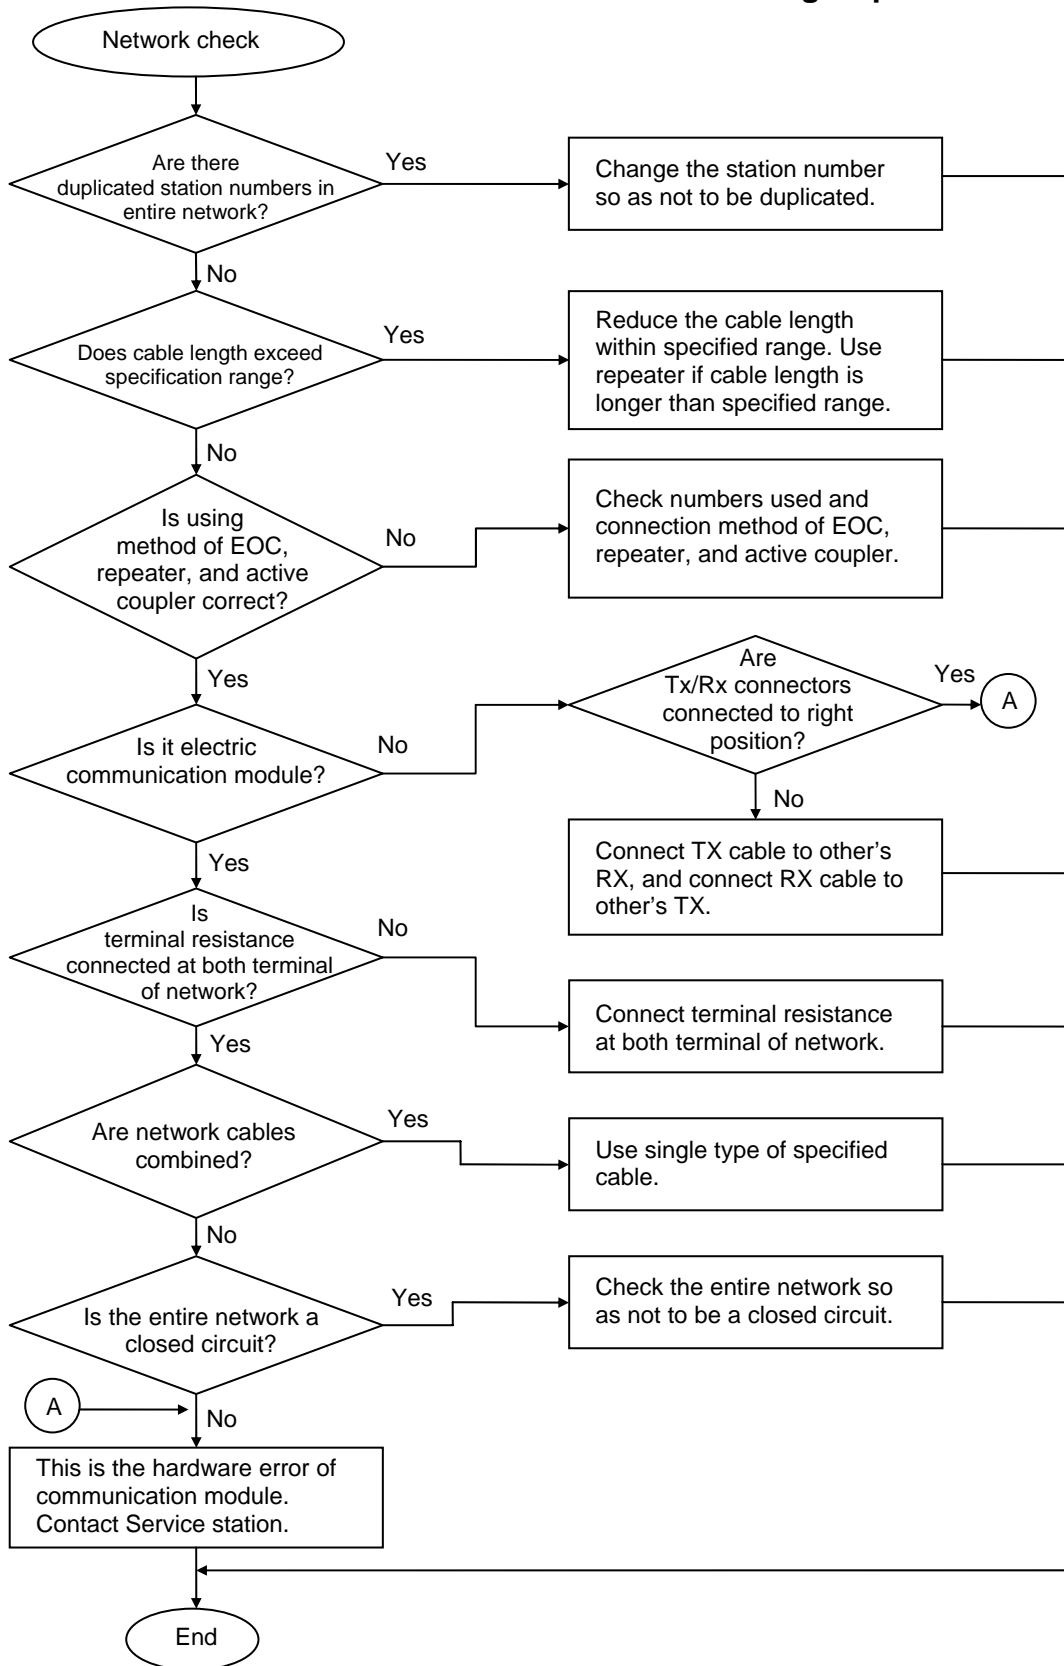 Network check
Are there
duplicated station numbers in
entire network?
Yes
Change the station number
so as not to be duplicated.
No
Does cable length exceed
specification range?
Yes
Reduce the cable length
within specified range. Use
repeater if cable length is
longer than specified range.
No
Is using
method of EOC,
repeater, and active
coupler correct?
No
Check numbers used and
connection method of EOC,
repeater, and active coupler.
Yes
Is it electric
communication module?
No
Are
Tx/Rx connectors
connected to right
position?
Yes
A
No
Connect TX cable to other's
RX, and connect RX cable to
other's TX.
Yes
Is
terminal resistance
connected at both terminal
of network?
No
Connect terminal resistance
at both terminal of network.
Yes
Are network cables
combined?
Yes
Use single type of specified
cable.
No
Is the entire network a
closed circuit?
Yes
Check the entire network so
as not to be a closed circuit.
A
No
This is the hardware error of
communication module.
Contact Service station.
End